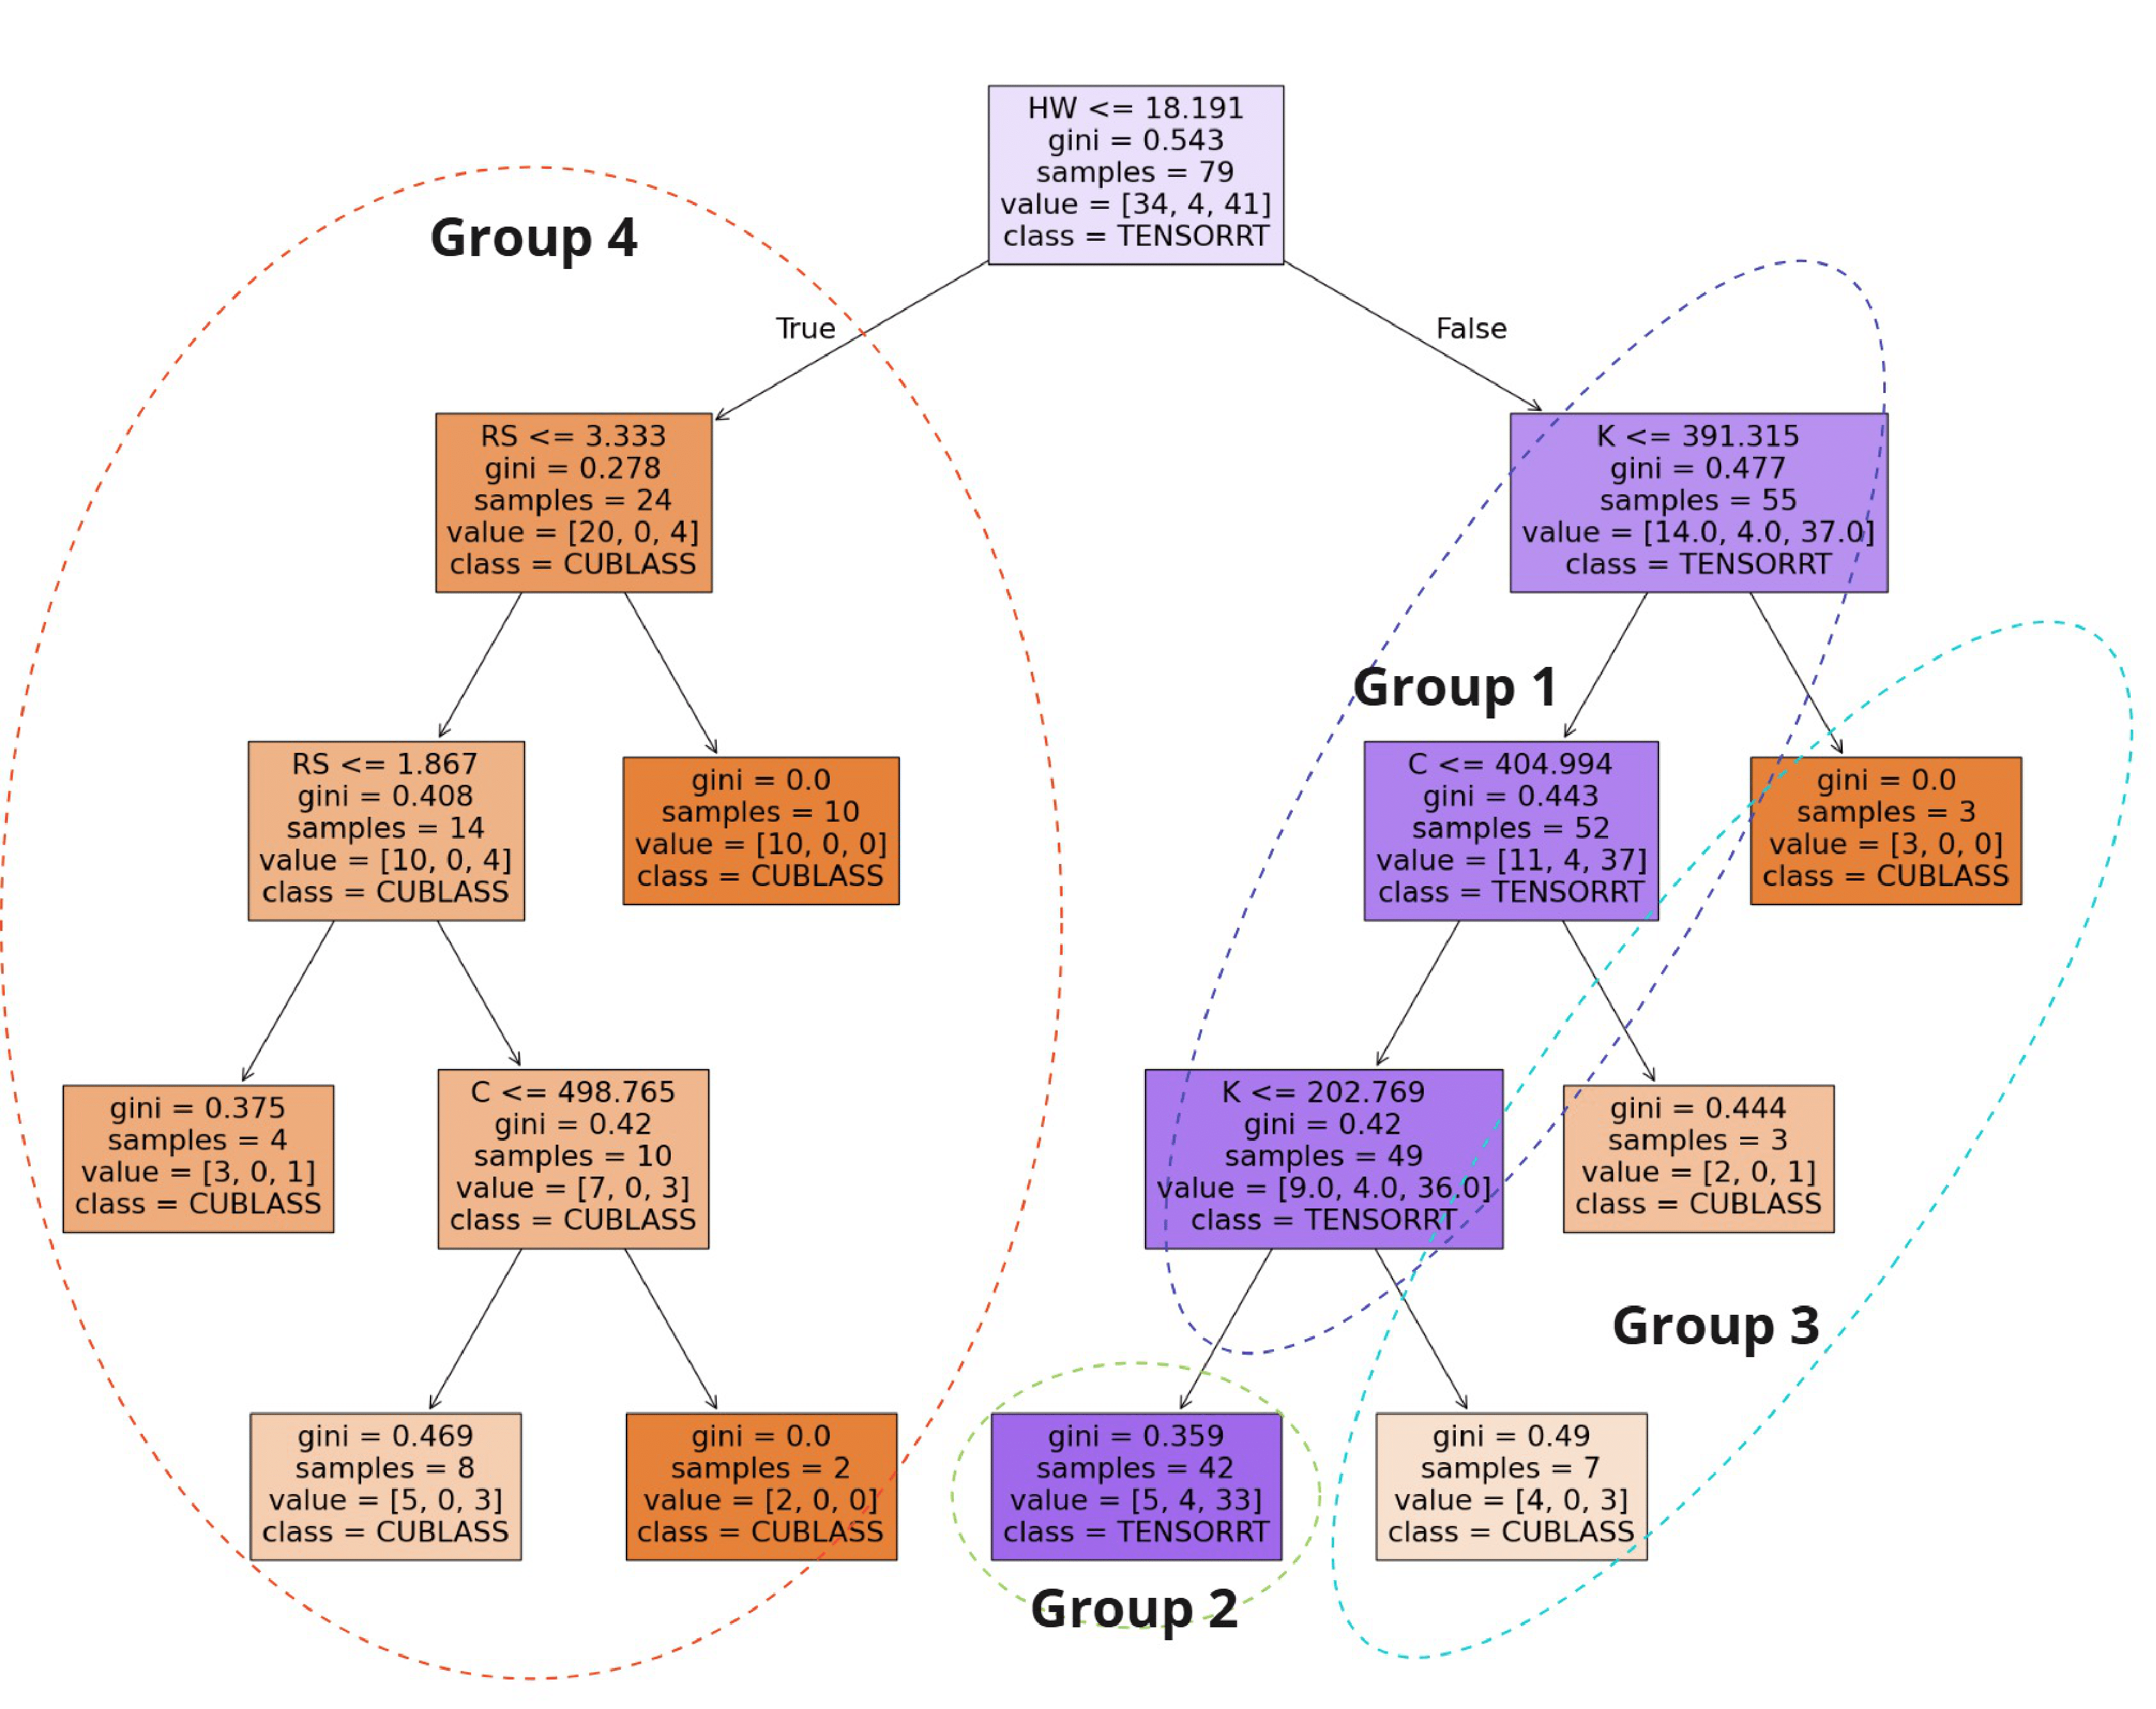 HW <= 18.191
gini = 0.543
samples = 79
value = [34, 4, 41]
class = TENSORRT
Group 4
True
False
RS <= 3.333
gini = 0.278
samples = 24
value = [20, 0, 4]
class = CUBLASS
K <= 391.315
gini = 0.477
samples = 55
value = [14.0, 4.0, 37.0]
class = TENSORRT
Group 1
RS <= 1.867
gini = 0.408
samples = 14
value = [10, 0, 4]
class = CUBLASS
gini = 0.0
samples = 10
value = [10, 0, 0]
class = CUBLASS
C <= 404.994
gini = 0.443
samples = 52
value = [11, 4, 37]
class = TENSORRT
gini = 0.0
samples = 3
value = [3, 0, 0]
class = CUBLASS
gini = 0.375
samples = 4
value = [3, 0, 1]
class = CUBLASS
C <= 498.765
gini = 0.42
samples = 10
value = [7, 0, 3]
class = CUBLASS
K <= 202.769
gini = 0.42
samples = 49
value = [9.0, 4.0, 36.0]
class = TENSORRT
gini = 0.444
samples = 3
value = [2, 0, 1]
class = CUBLASS
Group 3
gini = 0.469
samples = 8
value = [5, 0, 3]
class = CUBLASS
gini = 0.0
samples = 2
value = [2, 0, 0]
class = CUBLASS
gini = 0.359
samples = 42
value = [5, 4, 33]
class = TENSORRT
gini = 0.49
samples = 7
value = [4, 0, 3]
class = CUBLASS
Group 2